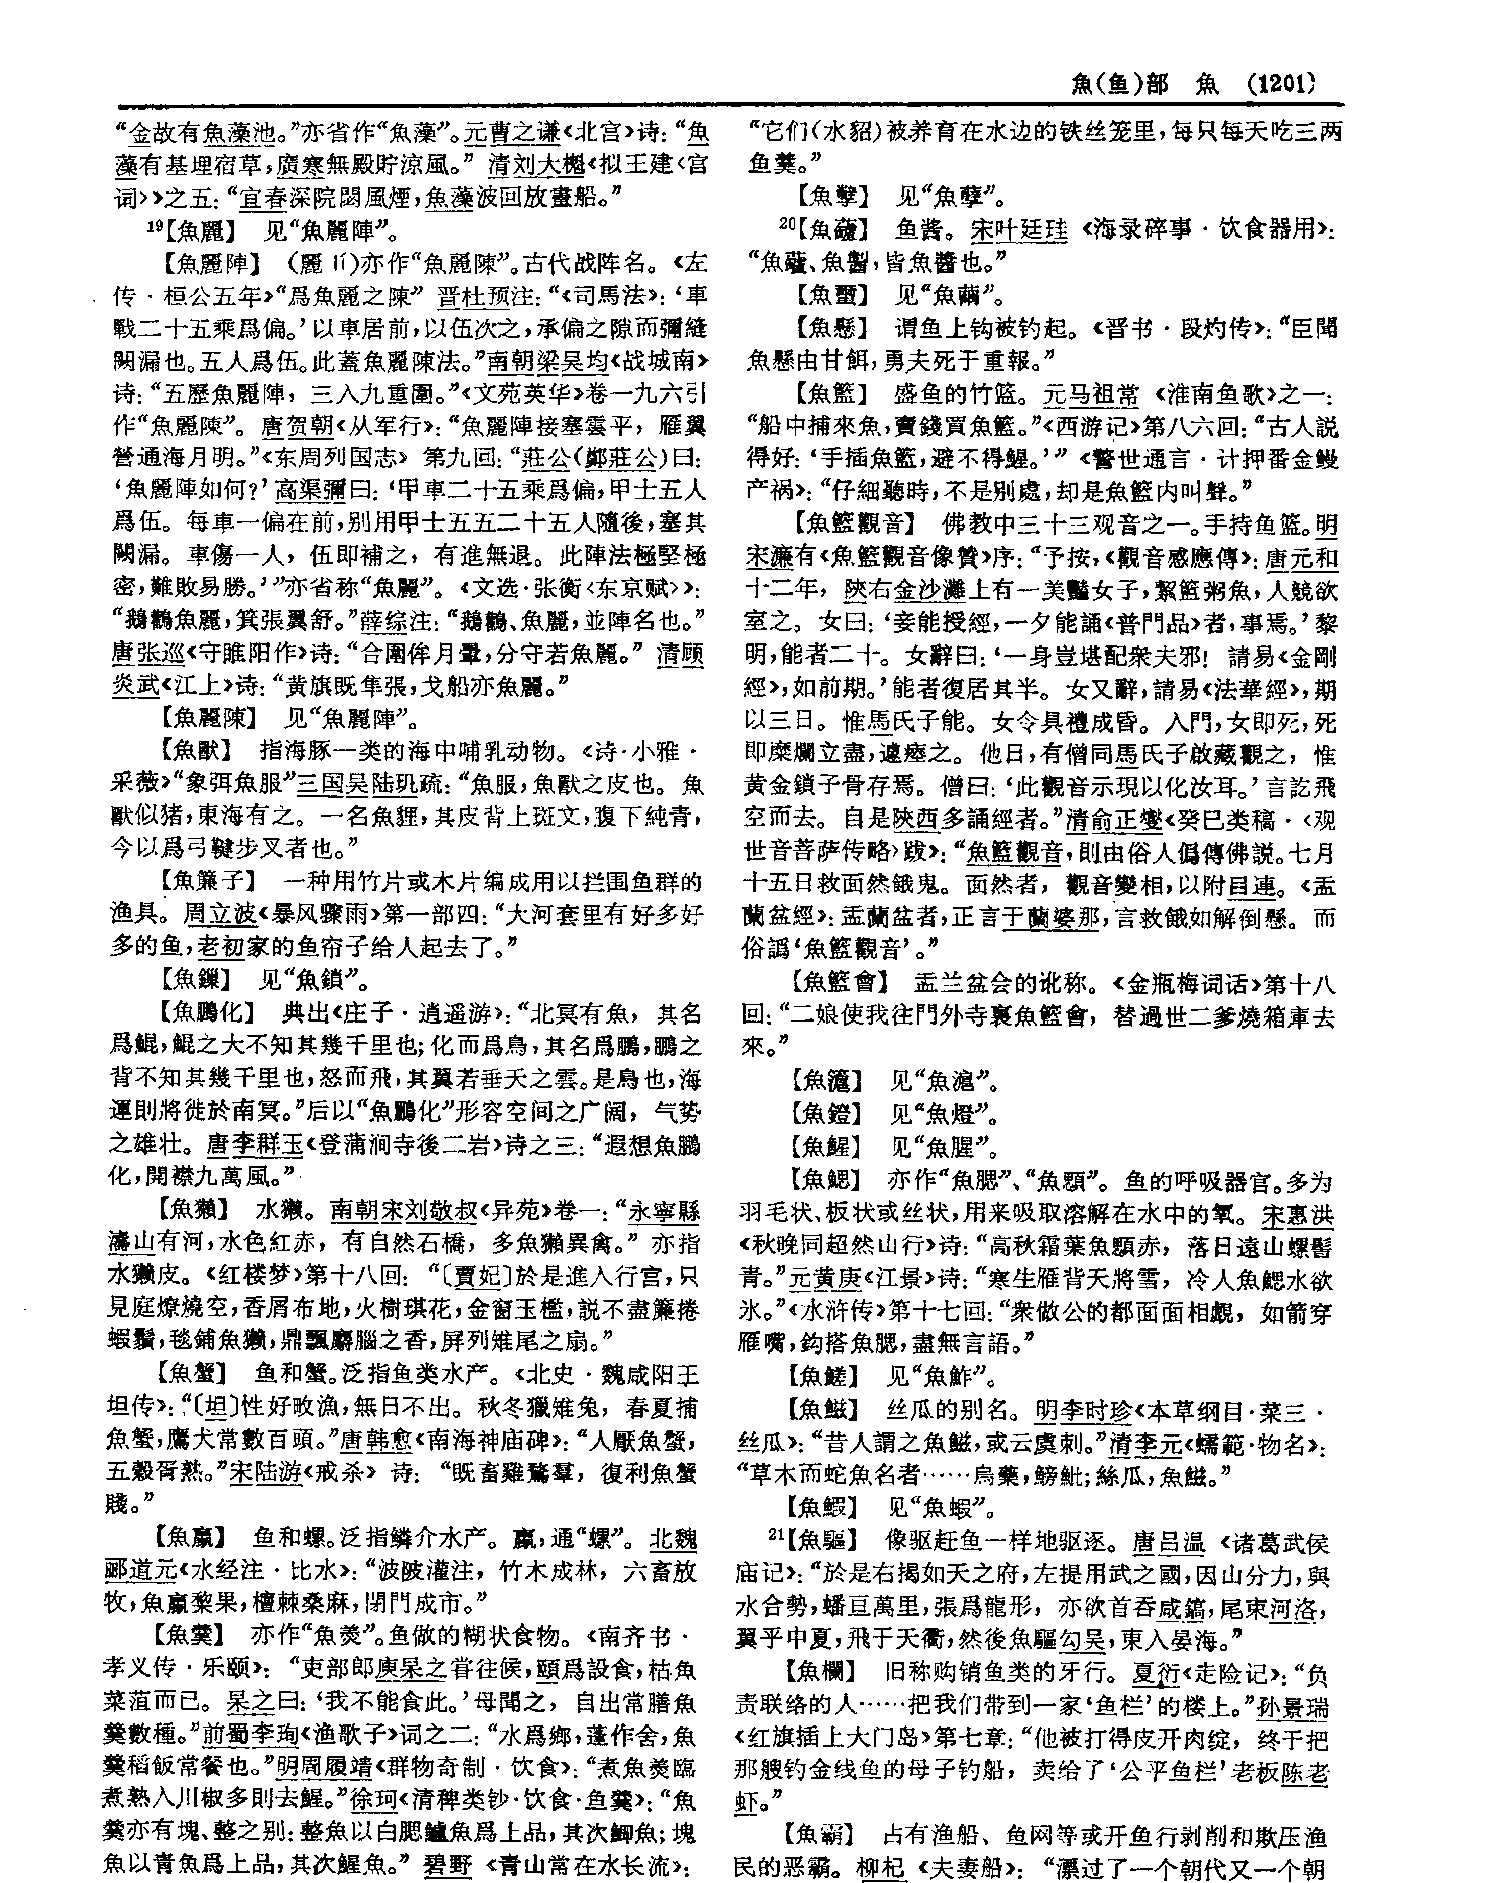 魚(鱼)部　魚　(1201)
“金故有魚藻池。”亦省作“魚藻”。元曹之谦《北宫》诗：“魚
藻有基埋宿草，廣寒無殿貯涼風。” 清刘大櫆《拟王建〈宫
词〉》之五：“宜春深院閟風煙，魚藻波回放畫船。”
19【魚麗】　见“魚麗陣”。
【魚麗陣】（麗 lí)亦作“魚麗陳”。古代战阵名。《左
传·桓公五年》“爲魚麗之陳” 晋杜预注：“《司馬法》：‘車
戰二十五乘爲偏。’以車居前，以伍次之，承偏之隙而彌縫
闕漏也。五人爲伍。此蓋魚麗陳法。”南朝梁吴均《战城南》
诗：“五歷魚麗陣，三入九重圍。”《文苑英华》卷一九六引
作“魚麗陳”。唐贺朝《从军行》：“魚麗陣接塞雲平，雁翼
營通海月明。”《东周列国志》第九回：“莊公(鄭莊公)曰：
‘魚麗陣如何？’高渠彌曰：‘甲車二十五乘爲偏，甲士五人
爲伍。每車一偏在前，别用甲士五五二十五人隨後，塞其
闕漏。車傷一人，伍即補之，有進無退。此陣法極堅極
密，難敗易勝。’”亦省称“魚麗”。《文选·张衡〈东京赋〉》：
“鵝鸛魚麗，箕張翼舒。”薛综注：“鵝鸛、魚麗，並陣名也。”
唐张巡《守睢阳作》诗：“合圍侔月暈，分守若魚麗。” 清顾
炎武《江上》诗：“黄旗既隼張，戈船亦魚麗。”
【魚麗陳】　见“魚麗陣”。
【魚獸】　指海豚一类的海中哺乳动物。《诗·小雅·
采薇》“象弭魚服”三国吴陆玑疏：“魚服，魚獸之皮也。魚
獸似猪，東海有之。一名魚貍，其皮背上斑文，腹下純青，
今以爲弓鞬步叉者也。”
【魚簾子】　一种用竹片或木片编成用以拦围鱼群的
渔具。周立波《暴风骤雨》第一部四：“大河套里有好多好
多的鱼，老初家的鱼帘子给人起去了。”
【魚鏁】　见“魚鎖”。
【魚鵬化】　典出《庄子·逍遥游》：“北冥有魚，其名
爲鯤，鯤之大不知其幾千里也；化而爲鳥，其名爲鵬，鵬之
背不知其幾千里也，怒而飛，其翼若垂天之雲。是鳥也，海
運則將徙於南冥。”后以“魚鵬化”形容空间之广阔，气势
之雄壮。唐李群玉《登蒲涧寺後二岩》诗之三：“遐想魚鵬
化，開襟九萬風。”
【魚獺】　水獺。南朝宋刘敬叔《异苑》卷一：“永寧縣
濤山有河，水色紅赤，有自然石橋，多魚獺異禽。” 亦指
水獭皮。《红楼梦》第十八回：“〔賈妃〕於是進入行宫，只
見庭燎燒空，香屑布地，火樹琪花，金窗玉檻，説不盡簾捲
蝦鬚，毯鋪魚獺，鼎飄麝腦之香，屏列雉尾之扇。”
【魚蟹】　鱼和蟹。泛指鱼类水产。《北史·魏咸阳王
坦传》：“〔坦〕性好畋漁，無日不出。秋冬獵雉兔，春夏捕
魚蟹，鷹犬常數百頭。”唐韩愈《南海神庙碑》：“人厭魚蟹，
五穀胥熟。”宋陆游《戒杀》诗：“既畜雞鶩羣，復利魚蟹
賤。”
【魚蠃】　鱼和螺。泛指鳞介水产。蠃，通“螺”。北魏
郦道元《水经注·比水》：“波陂灌注，竹木成林，六畜放
牧，魚蠃棃果，檀棘桑麻，閉門成市。”
【魚羹】　亦作“魚羮”。鱼做的糊状食物。《南齐书·
孝义传·乐颐》：“吏部郎庾杲之嘗往候，頤爲設食，枯魚
菜菹而已。杲之曰：‘我不能食此。’母聞之，自出常膳魚
羹數種。”前蜀李珣《渔歌子》词之二：“水爲鄉，蓬作舍，魚
羹稻飯常餐也。”明周履靖《群物奇制·饮食》：“煮魚羮臨
煮熟入川椒多則去鯹。”徐珂《清稗类钞·饮食·鱼羹》：“魚
羹亦有塊、整之别：整魚以白腮鱸魚爲上品，其次鯽魚；塊
魚以青魚爲上品，其次鯹魚。” 碧野《青山常在水长流》：
“它们(水貂)被养育在水边的铁丝笼里，每只每天吃三两
鱼羹。”
【魚孼】　见“魚孽”。
20【魚虀】　鱼酱。宋叶廷珪《海录碎事·饮食器用》：
“魚虀、魚製，皆魚醬也。”
【魚蠒】　见“魚繭”。
【魚懸】　谓鱼上钩被钓起。《晋书·段灼传》：“臣聞
魚懸由甘餌，勇夫死于重報。”
【魚籃】　盛鱼的竹篮。元马祖常《淮南鱼歌》之一：
“船中捕來魚，賣錢買魚籃。”《西游记》第八六回：“古人説
得好：‘手插魚籃，避不得鯹。’” 《警世通言·计押番金鳗
产祸》：“仔細聽時，不是别處，却是魚籃内叫聲。”
【魚籃觀音】　佛教中三十三观音之一。手持鱼篮。明
宋濂有《魚籃觀音像贊》序：“予按，《觀音感應傳》：唐元和
十二年，陝右金沙灘上有一美豔女子，絜籃粥魚，人競欲
室之。女曰：‘妾能授經，一夕能誦《普門品》者，事焉。’黎
明，能者二十。女辭曰：‘一身豈堪配衆夫邪！請易《金剛
經》，如前期。’能者復居其半。女又辭，請易《法華經》，期
以三日。惟馬氏子能。女令具禮成昏。入門，女即死，死
即糜爛立盡，遽瘞之。他日，有僧同馬氏子啟藏觀之，惟
黄金鎖子骨存焉。僧曰：‘此觀音示現以化汝耳。’言訖飛
空而去。自是陝西多誦經者。”清俞正燮《癸巳类稿·〈观
世音菩萨传略〉跋》：“魚籃觀音，則由俗人僞傳佛説。七月
十五日救面然餓鬼。面然者，觀音變相，以附目連。《盂
蘭盆經》：盂蘭盆者，正言于蘭婆那，言救餓如解倒懸。而
俗譌‘魚籃觀音’。”
【魚籃會】　盂兰盆会的讹称。《金瓶梅词话》第十八
回：“二娘使我往門外寺裏魚籃會，替過世二爹燒箱庫去
來。”
【魚籗】　见“魚滬”。
【魚鐙】　见“魚燈”。
【魚鯹】　见“魚腥”。
【魚鰓】　亦作“魚腮”、“魚顋”。鱼的呼吸器官。多为
羽毛状、板状或丝状，用来吸取溶解在水中的氧。宋惠洪
《秋晚同超然山行》诗：“高秋霜葉魚顋赤，落日遠山螺髻
青。”元黄庚《江景》诗：“寒生雁背天將雪，冷人魚鰓水欲
氷。”《水浒传》第十七回：“衆做公的都面面相覷，如箭穿
雁嘴，鈎搭魚腮，盡無言語。”
【魚鹺】　见“魚鮓”。
【魚鰦】　丝瓜的别名。明李时珍《本草纲目·菜三·
丝瓜》：“昔人謂之魚鰦，或云虞刺。”清李元《蠕範·物名》：
“草木而蛇魚名者……烏藥，鰟魮；絲瓜，魚鰦。”
【魚鰕】　见“魚蝦”。
21【魚驅】　像驱赶鱼一样地驱逐。唐吕温《诸葛武侯
庙记》：“於是右揭如天之府，左提用武之國，因山分力，與
水合勢，蟠亘萬里，張爲龍形，亦欲首吞咸鎬，尾束河洛，
翼乎中夏，飛于天衢，然後魚驅勾吴，東入晏海。”
【魚欄】　旧称购销鱼类的牙行。夏衍《走险记》：“负
责联络的人……把我们带到一家‘鱼栏’的楼上。”孙景瑞
《红旗插上大门岛》第七章：“他被打得皮开肉绽，终于把
那艘钓金线鱼的母子钓船，卖给了‘公平鱼栏’老板陈老
虾。”
【魚霸】　占有渔船、鱼网等或开鱼行剥削和欺压渔
民的恶霸。柳杞《夫妻船》：“漂过了一个朝代又一个朝